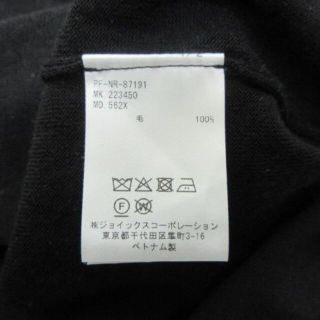 PF-NR-87191
MK. 223450
MD. 562X
毛 100%
F W
㈱ジョイックスコーポレーション
東京都千代田区隼町3-16
ベトナム製